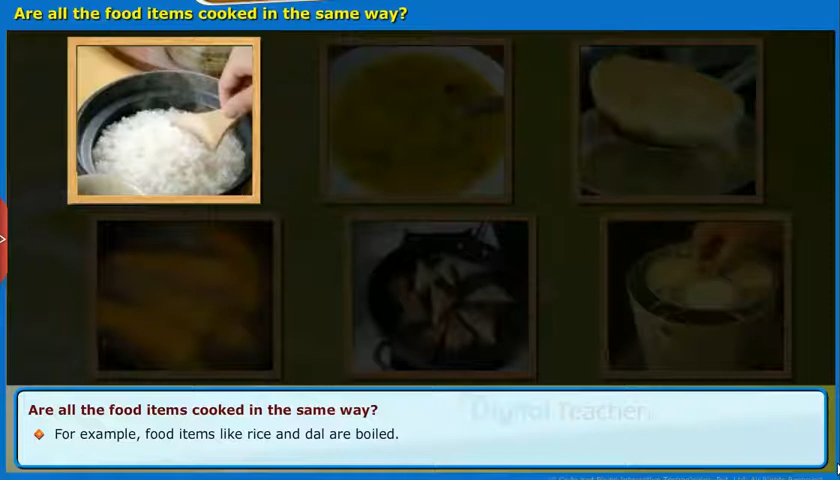 Are all the food items cooked in the same way?
Are all the food items cooked in the same way?
For example, food items like rice and dal are boiled.
Digital Teacher